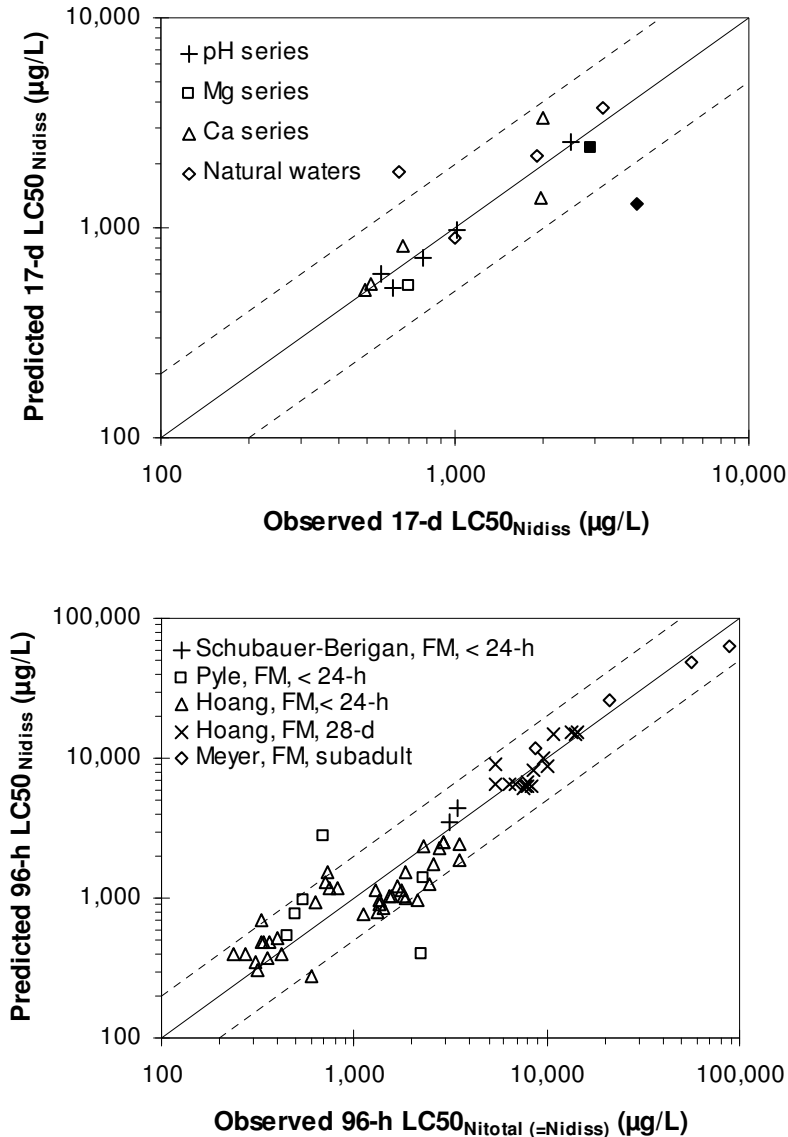 10,000
1,000
100
Predicted 17-d LC50Nidiss (µg/L)
pH series
Mg series
Ca series
Natural waters
100 1,000 10,000
Observed 17-d LC50Nidiss (µg/L)
100,000
10,000
1,000
100
Predicted 96-h LC50Nidiss (µg/L)
Schubauer-Berigan, FM, < 24-h
Pyle, FM, < 24-h
Hoang, FM,< 24-h
Hoang, FM, 28-d
Meyer, FM, subadult
100 1,000 10,000 100,000
Observed 96-h LC50Nitotal (=Nidiss) (µg/L)